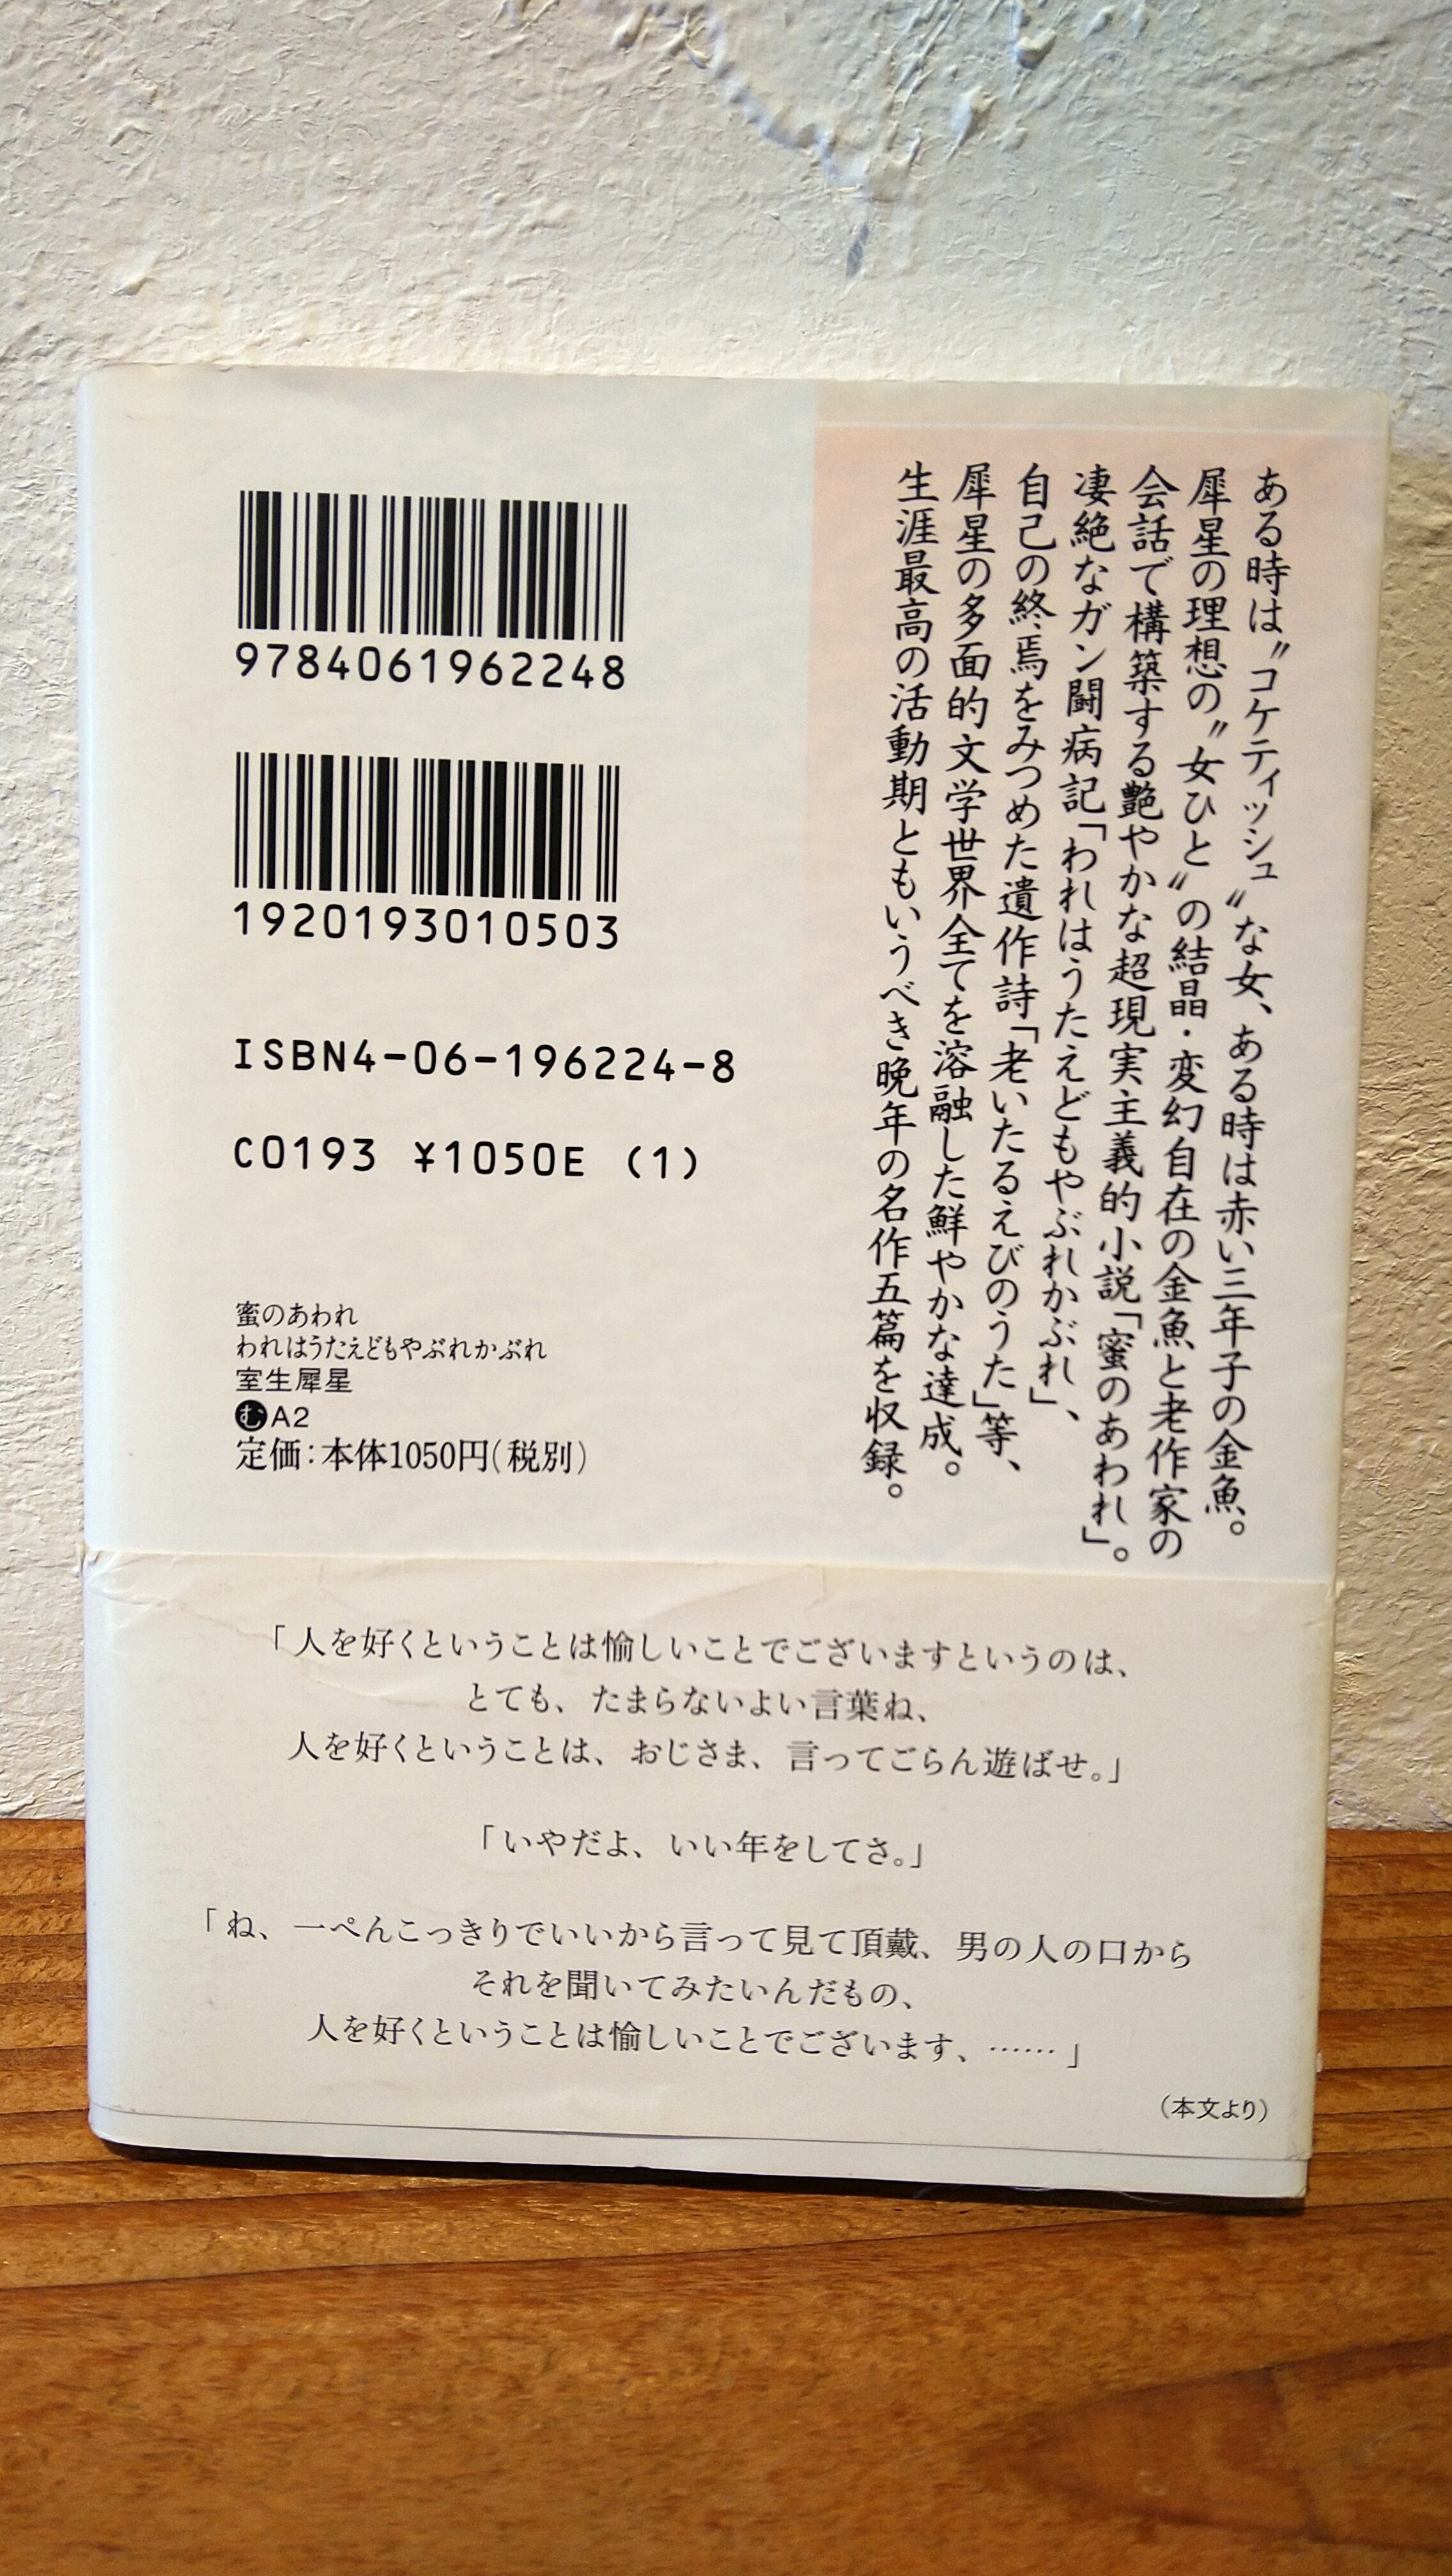 ある時は〝コケティッシュ〟な女、ある時は赤い三年子の金魚。
犀星の理想の〝女ひと〟の結晶・変幻自在の金魚と老作家の
会話で構築する艶やかな超現実主義的小説「蜜のあわれ」。
凄絶なガン闘病記「われはうたえどもやぶれかぶれ」、
自己の終焉をみつめた遺作詩「老いたるえびのうた」等、
犀星の多面的文学世界全てを溶融した鮮やかな達成。
生涯最高の活動期ともいうべき晩年の名作五篇を収録。
9784061962248
1920193010503
ISBN4-06-196224-8
C0193 ¥1050E (1)
蜜のあわれ
われはうたえどもやぶれかぶれ
室生犀星
むA2
定価:本体1050円(税別)
「人を好くということは愉しいことでございますというのは、
とても、たまらないよい言葉ね、
人を好くということは、おじさま、言ってごらん遊ばせ。」
「いやだよ、いい年をしてさ。」
「ね、一ぺんこっきりでいいから言って見て頂戴、男の人の口から
それを聞いてみたいんだもの、
人を好くということは愉しいことでございます、……」
(本文より)